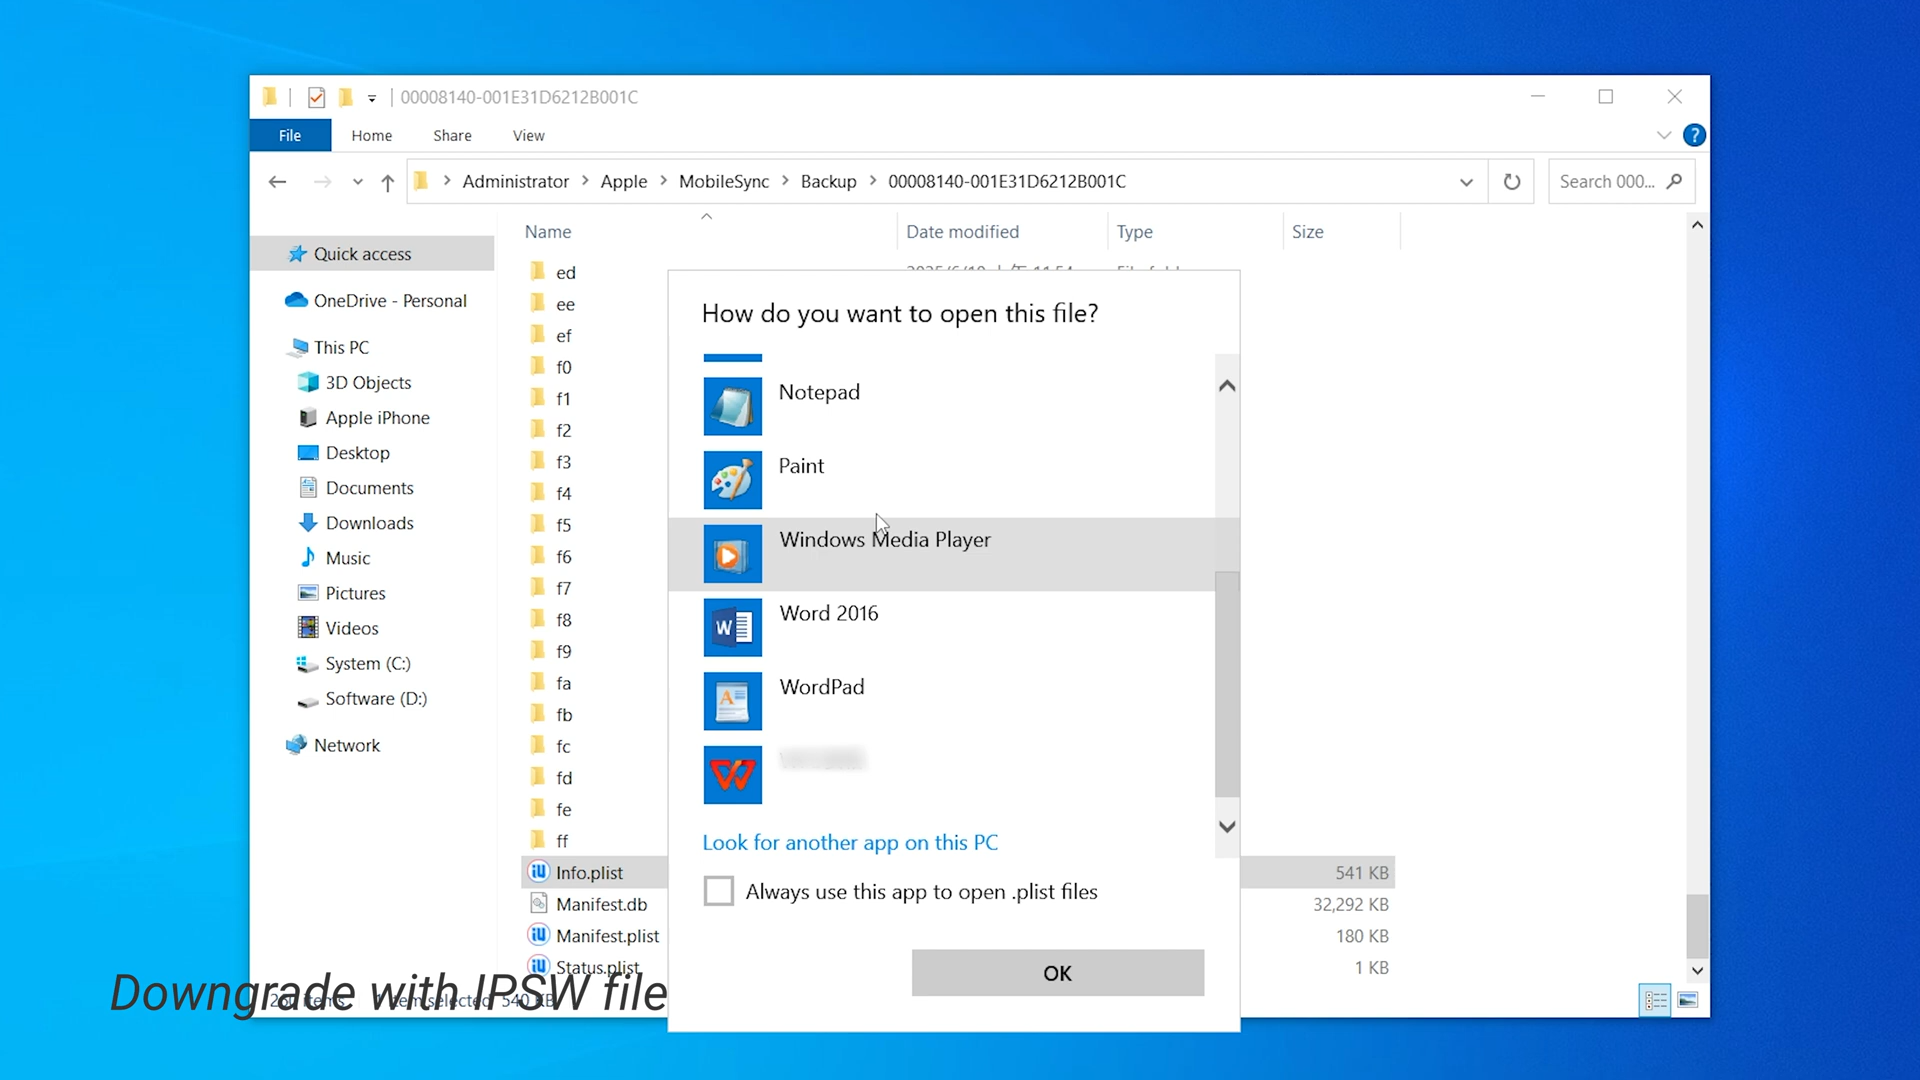 00008140-001E31D6212B001C
File Home Share View
Administrator Apple MobileSync Backup 00008140-001E31D6212B001C
Search 000...
Name Date modified Type Size
Quick access
OneDrive - Personal
This PC
3D Objects
Apple iPhone
Desktop
Documents
Downloads
Music
Pictures
Videos
System (C:)
Software (D:)
Network
ed
ee
ef
f0
f1
f2
f3
f4
f5
f6
f7
f8
f9
fa
fb
fc
fd
fe
ff
Info.plist 541 KB
Manifest.db 32,292 KB
Manifest.plist 180 KB
Status.plist 1 KB
How do you want to open this file?
Notepad
Paint
Windows Media Player
Word 2016
WordPad
Look for another app on this PC
Always use this app to open .plist files
OK
item selected 540 KB
Downgrade with IPSW file